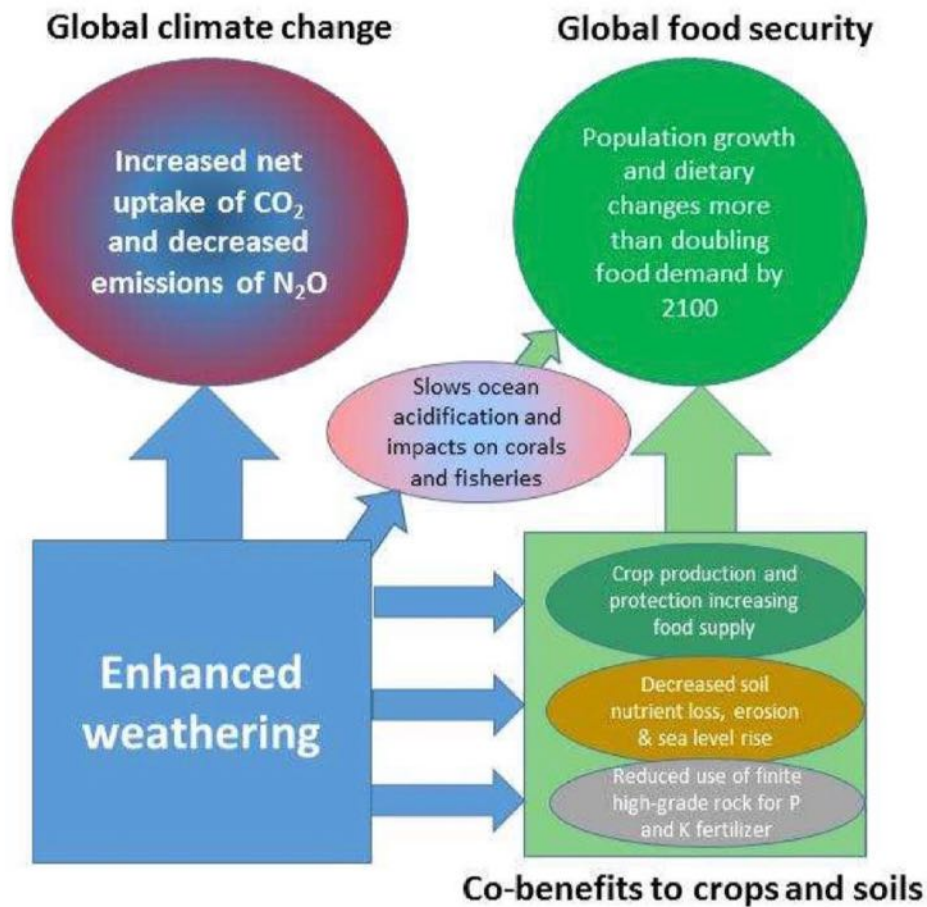 Global climate change
Global food security
Increased net
uptake of CO₂
and decreased
emissions of N₂O
Population growth
and dietary
changes more
than doubling
food demand by
2100
Slows ocean
acidification and
impacts on corals
and fisheries
Enhanced
weathering
Crop production and
protection increasing
food supply
Decreased soil
nutrient loss, erosion
& sea level rise
Reduced use of finite
high-grade rock for P
and K fertilizer
Co-benefits to crops and soils